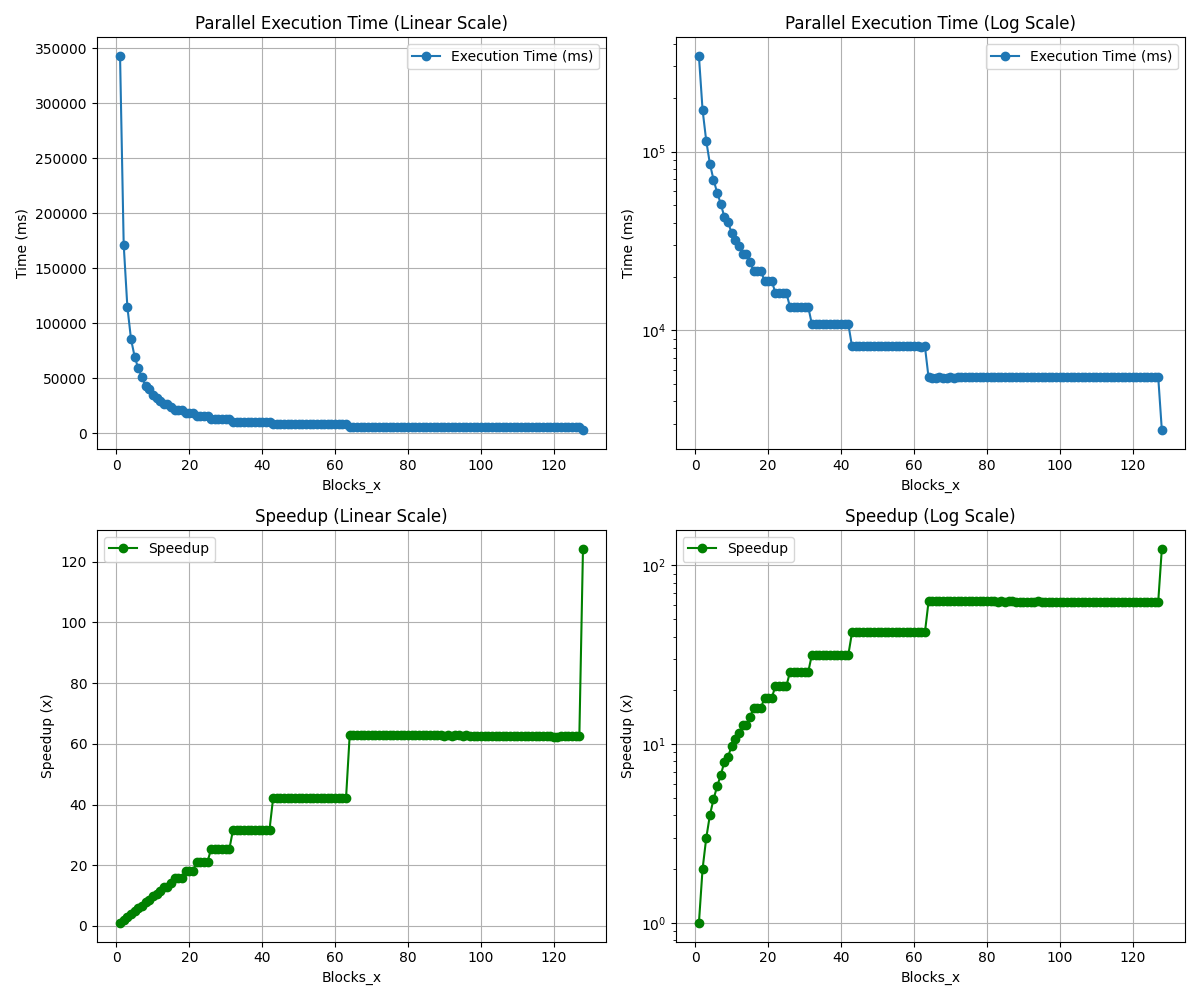 Parallel Execution Time (Linear Scale)
Execution Time (ms)
Time (ms)
350000
300000
250000
200000
150000
100000
50000
0
0 20 40 60 80 100 120
Blocks_x
Parallel Execution Time (Log Scale)
Execution Time (ms)
Time (ms)
10^5
10^4
0 20 40 60 80 100 120
Blocks_x
Speedup (Linear Scale)
Speedup
Speedup (x)
120
100
80
60
40
20
0
0 20 40 60 80 100 120
Blocks_x
Speedup (Log Scale)
Speedup
Speedup (x)
10^2
10^1
10^0
0 20 40 60 80 100 120
Blocks_x